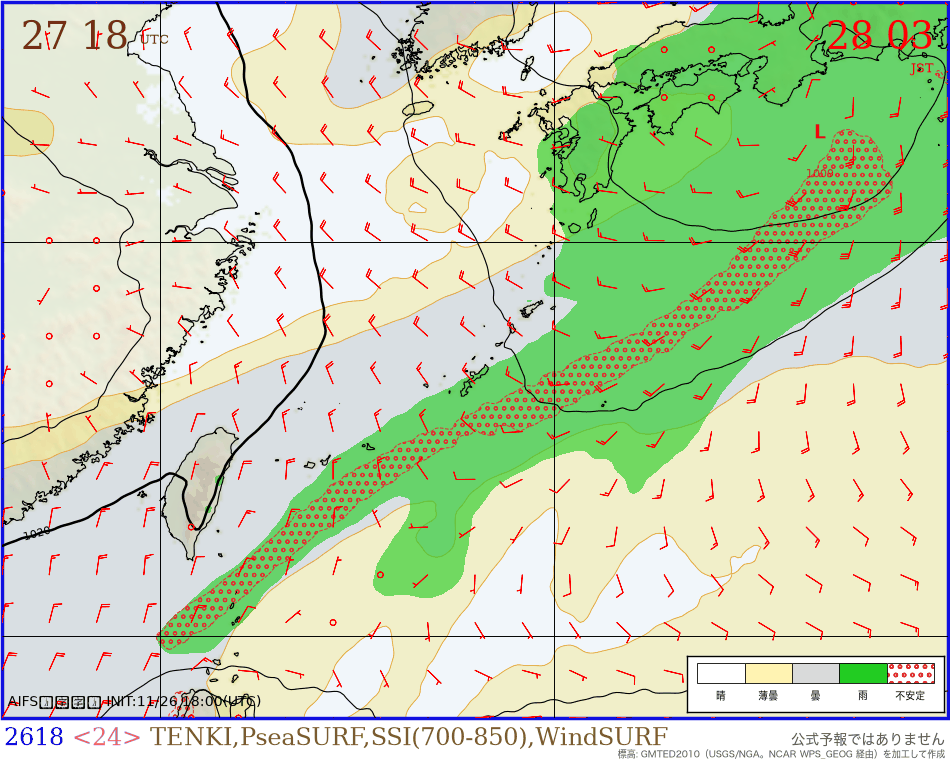 27 18 UTC
28 03
JST
L
1008
1020
AIFS INIT:11/26 18:00(UTC)
晴 薄曇 曇 雨 不安定
2618 <24> TENKI,PseaSURF,SSI(700-850),WindSURF
公式予報ではありません
標高: GMTED2010（USGS/NGA。NCAR WPS_GEOG 経由）を加工して作成